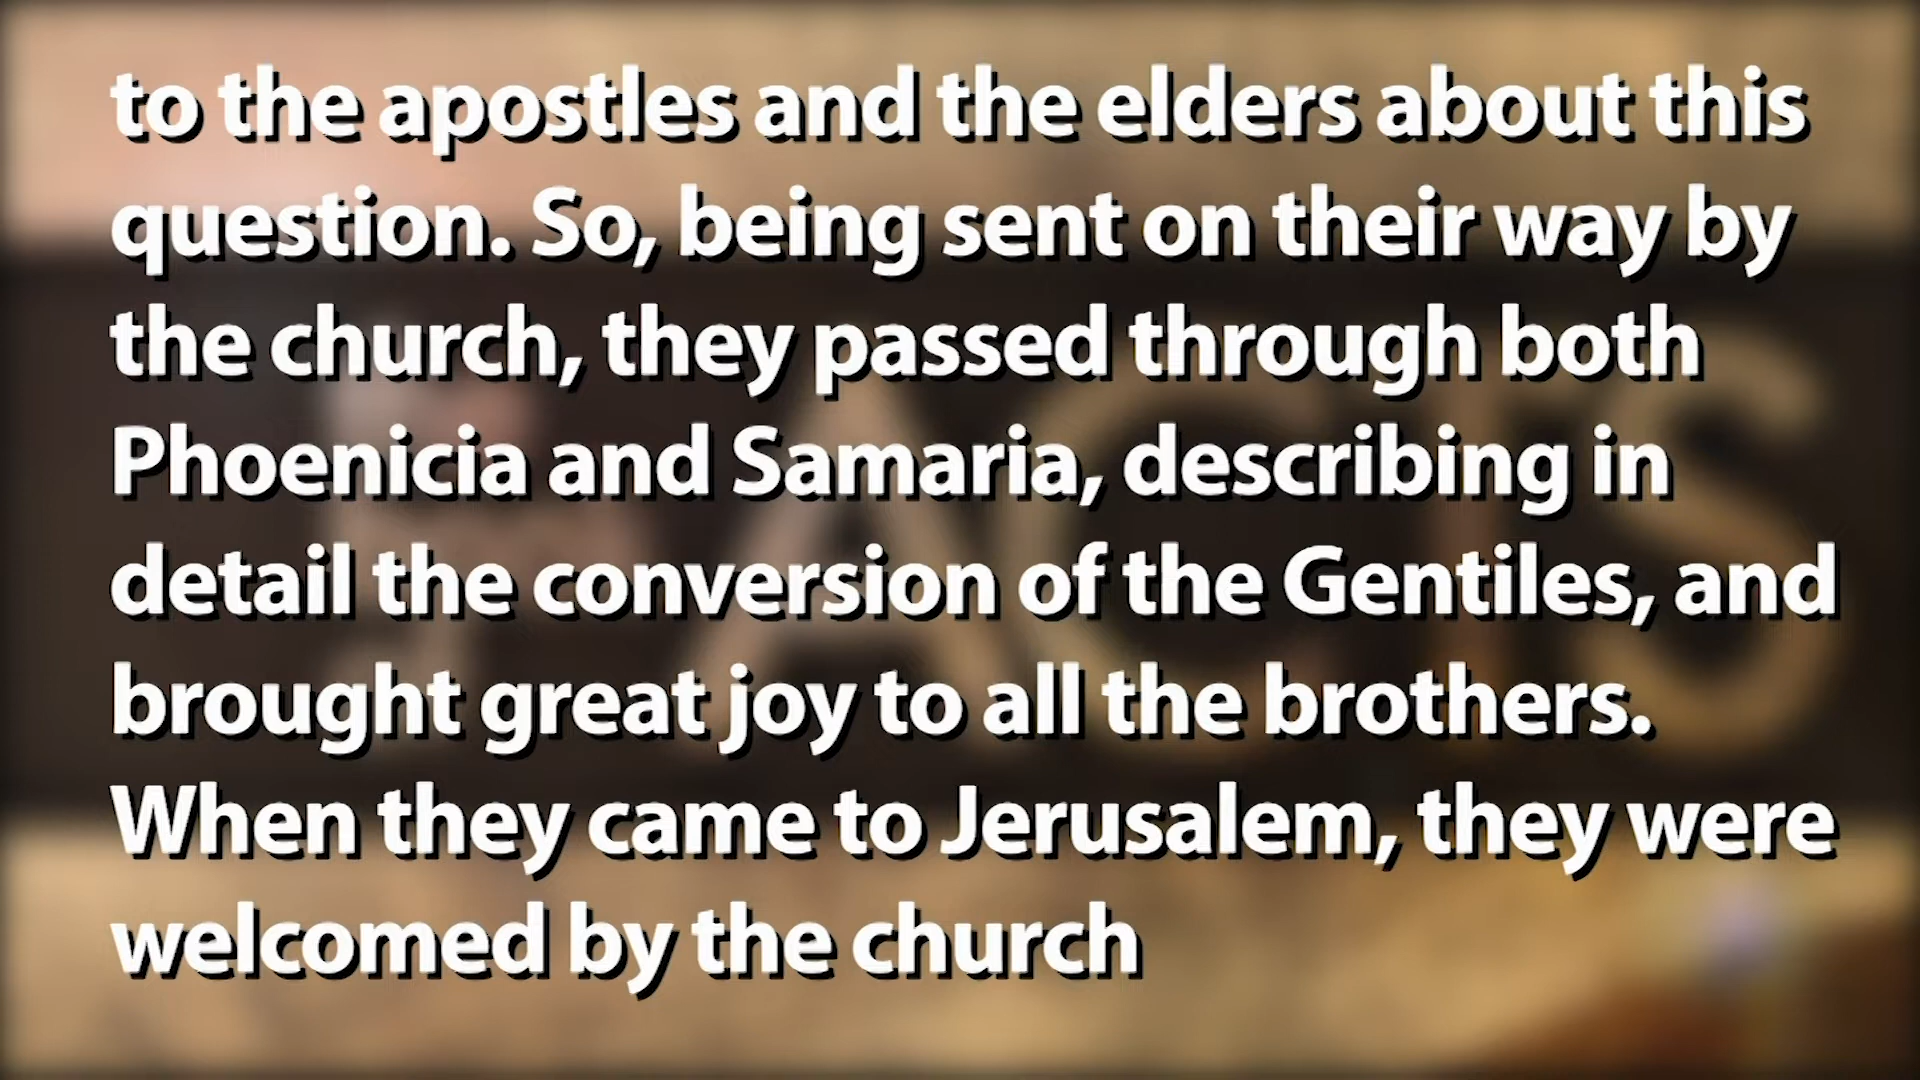 to the apostles and the elders about this
question. So, being sent on their way by
the church, they passed through both
Phoenicia and Samaria, describing in
detail the conversion of the Gentiles, and
brought great joy to all the brothers.
When they came to Jerusalem, they were
welcomed by the church
ACTS